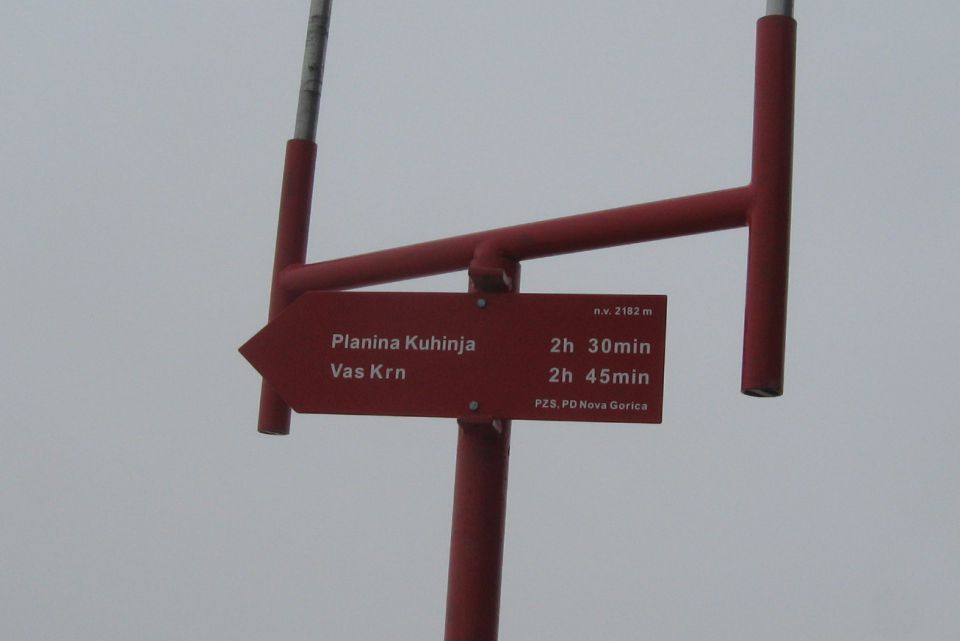 n.v. 2182 m
Planina Kuhinja 2h 30min
Vas Krn 2h 45min
PZS, PD Nova Gorica